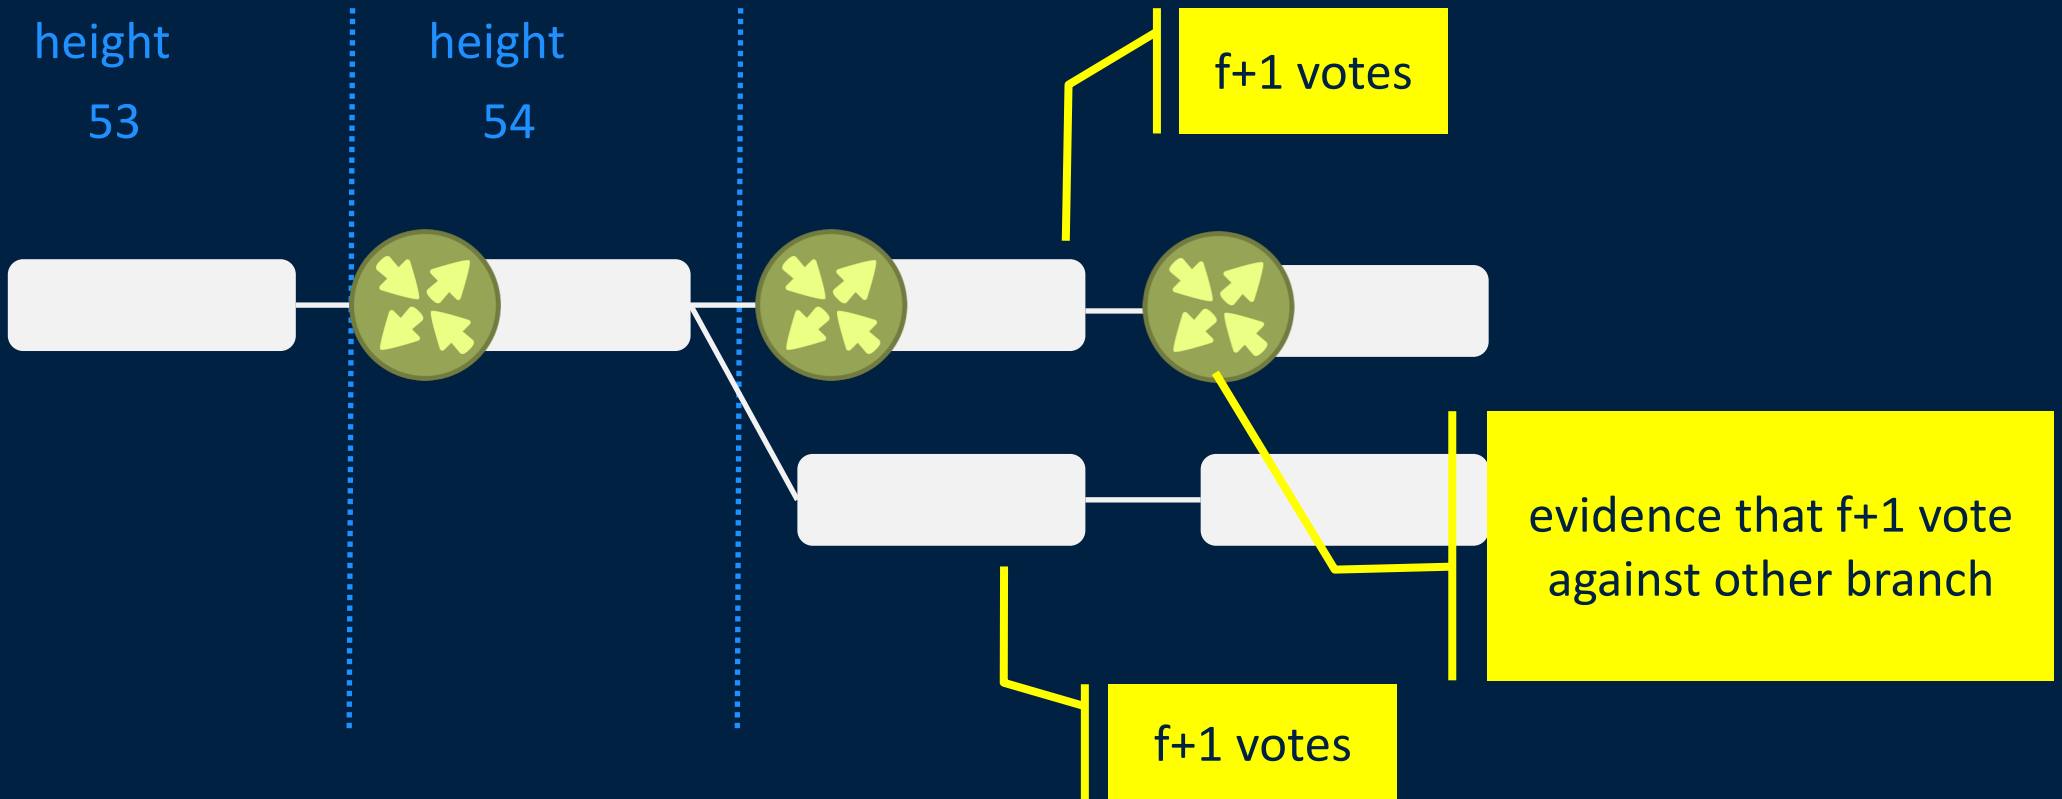 height
53
height
54
f+1 votes
evidence that f+1 vote
against other branch
f+1 votes